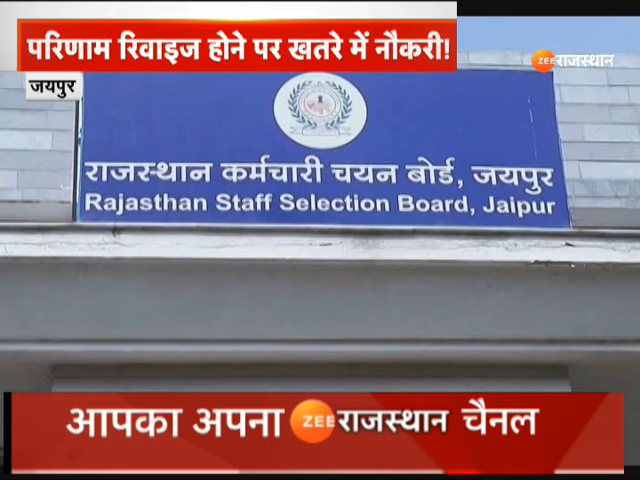 परिणाम रिवाइज होने पर खतरे में नौकरी!
ZEE राजस्थान
जयपुर
राजस्थान कर्मचारी चयन बोर्ड, जयपुर
Rajasthan Staff Selection Board, Jaipur
आपका अपना ZEE राजस्थान चैनल